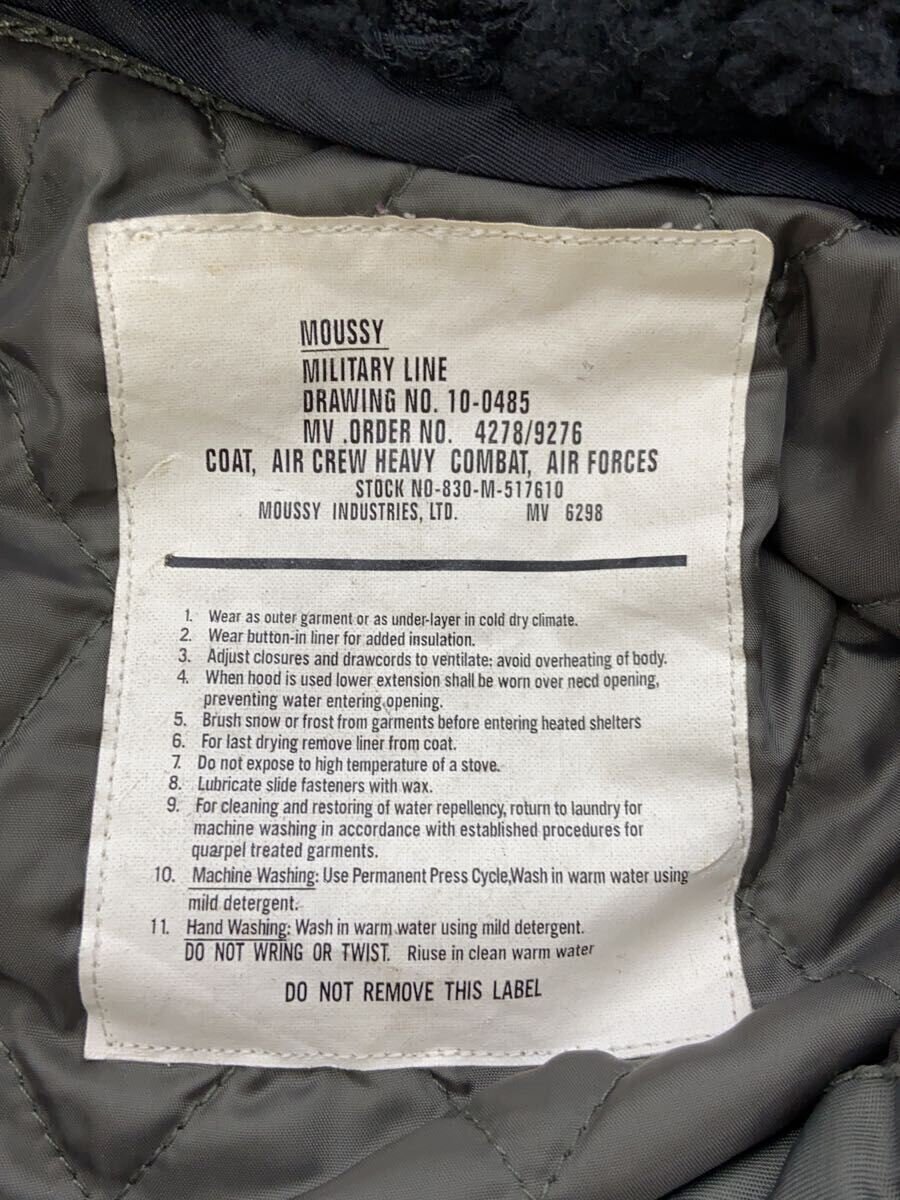 MOUSSY
MILITARY LINE
DRAWING NO. 10-0485
MV .ORDER NO. 4278/9276
COAT, AIR CREW HEAVY COMBAT, AIR FORCES
STOCK NO-830-M-517610
MOUSSY INDUSTRIES, LTD. MV 6298
1. Wear as outer garment or as under-layer in cold dry climate.
2. Wear button-in liner for added insulation.
3. Adjust closures and drawcords to ventilate; avoid overheating of body.
4. When hood is used lower extension shall be worn over necd opening,
preventing water entering opening.
5. Brush snow or frost from garments before entering heated shelters
6. For last drying remove liner from coat.
7. Do not expose to high temperature of a stove.
8. Lubricate slide fasteners with wax.
9. For cleaning and restoring of water repellency, return to laundry for
machine washing in accordance with established procedures for
quarpel treated garments.
10. Machine Washing: Use Permanent Press Cycle,Wash in warm water using
mild detergent.
11. Hand Washing: Wash in warm water using mild detergent.
DO NOT WRING OR TWIST. Riuse in clean warm water
DO NOT REMOVE THIS LABEL